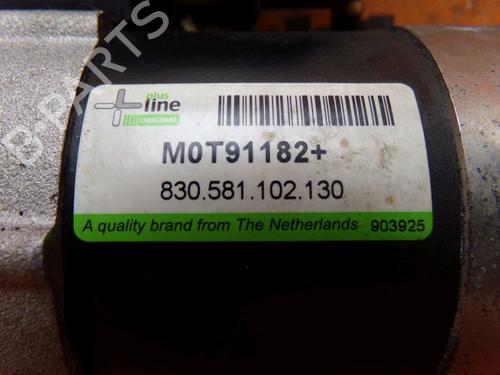 plus
line
ORIGINAL
M0T91182+
830.581.102.130
A quality brand from The Netherlands 903925
B-PARTS